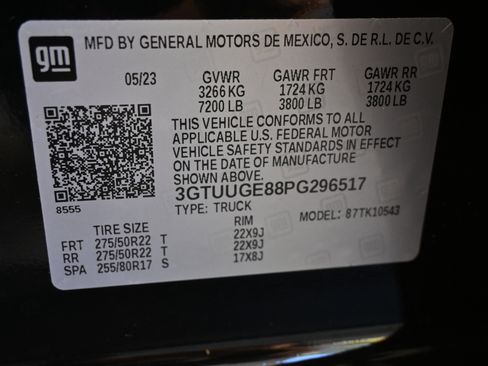 gm
MFD BY GENERAL MOTORS DE MEXICO, S. DE R.L. DE C.V.
05/23 GVWR GAWR FRT GAWR RR
3266 KG 1724 KG 1724 KG
7200 LB 3800 LB 3800 LB
THIS VEHICLE CONFORMS TO ALL
APPLICABLE U.S. FEDERAL MOTOR
VEHICLE SAFETY STANDARDS IN EFFECT
ON THE DATE OF MANUFACTURE
SHOWN ABOVE.
3GTUUGE88PG296517
8555 TYPE: TRUCK MODEL: 87TK10543
TIRE SIZE RIM
FRT 275/50R22 T 22X9J
RR 275/50R22 T 22X9J
SPA 255/80R17 S 17X8J